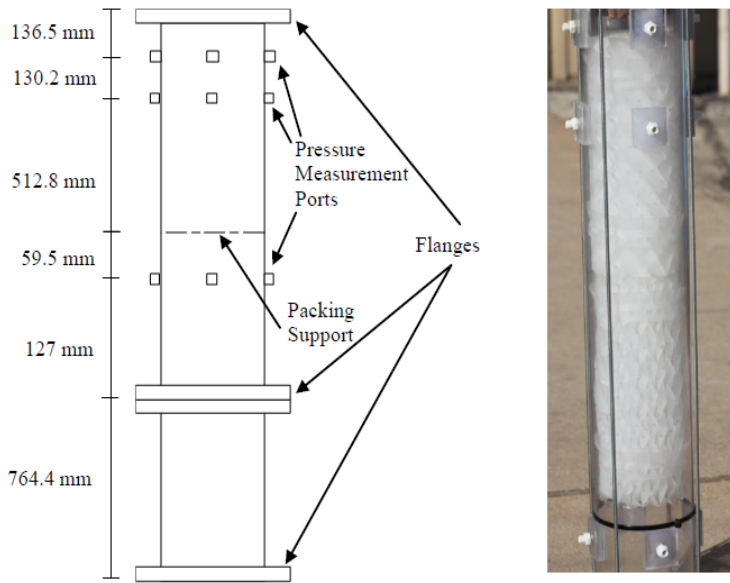 136.5 mm
130.2 mm
512.8 mm
59.5 mm
127 mm
764.4 mm
Pressure
Measurement
Ports
Flanges
Packing
Support